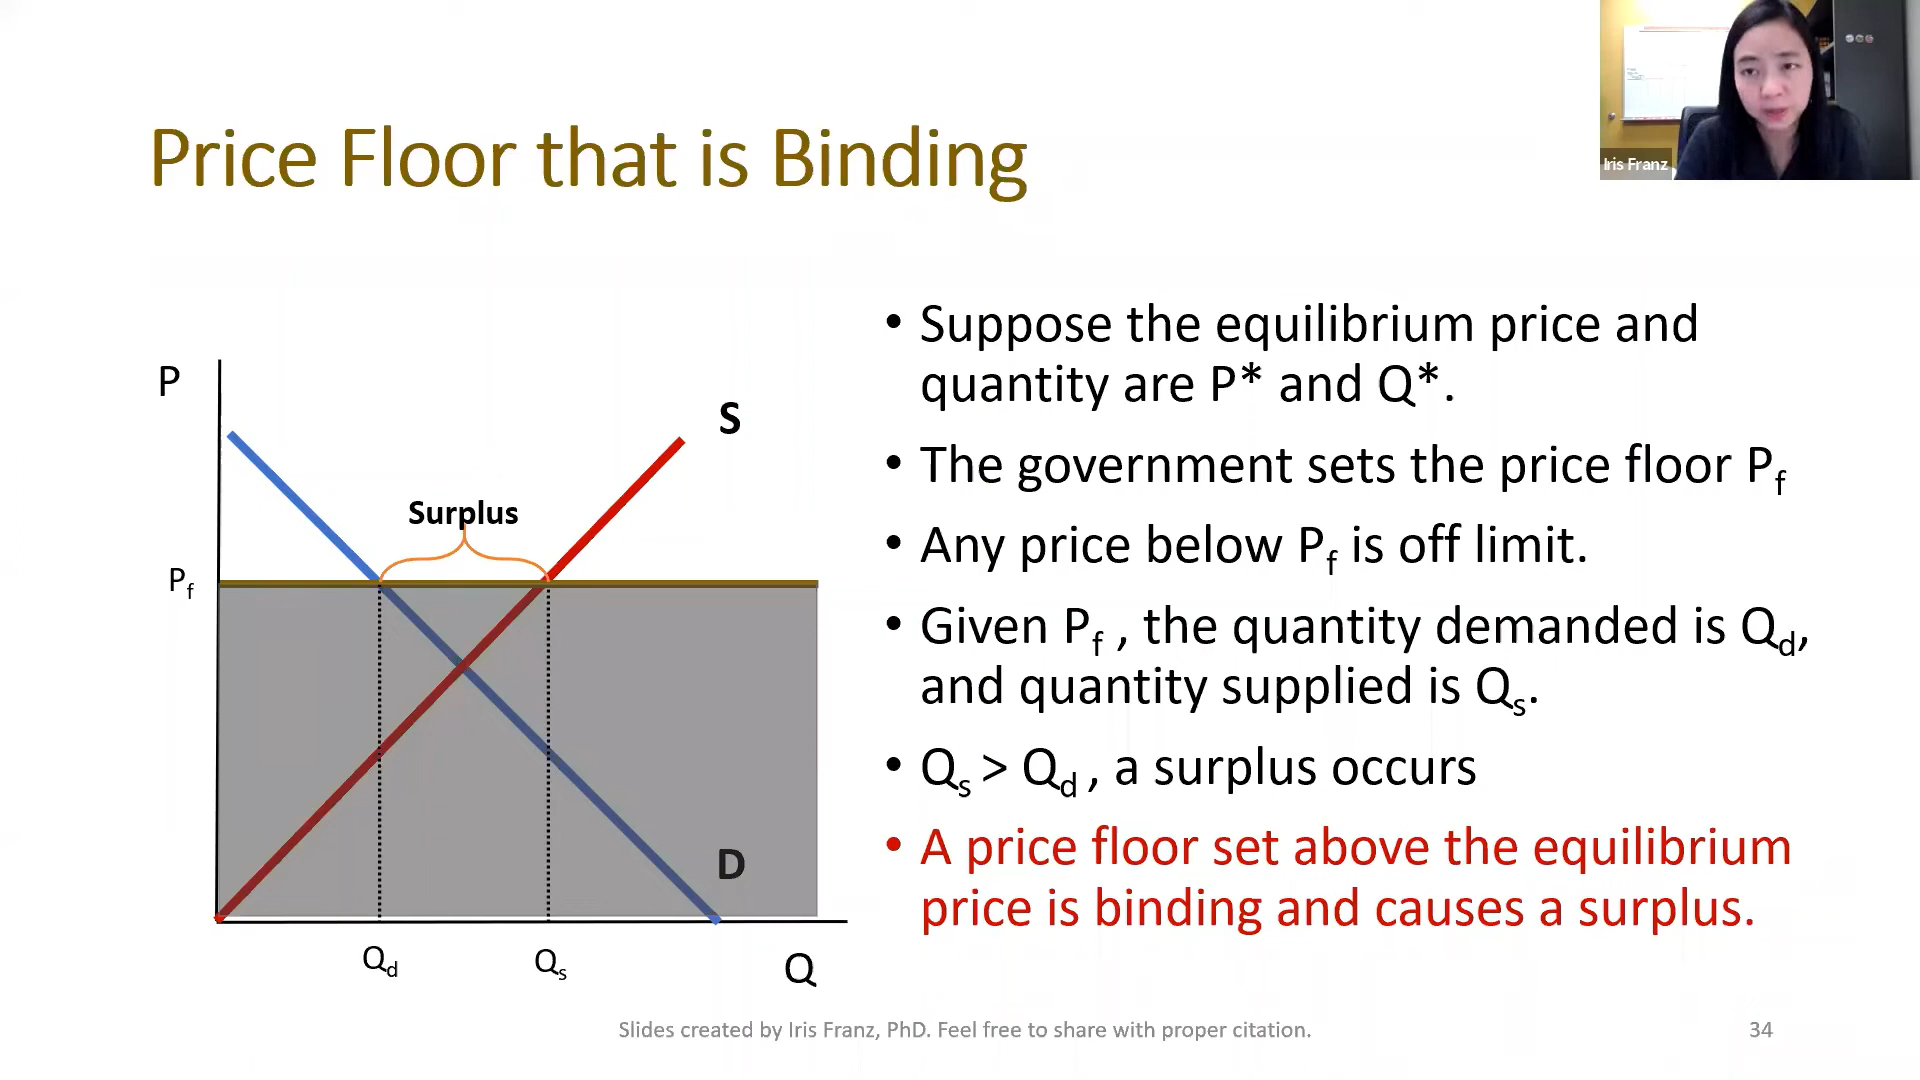 Iris Franz
Price Floor that is Binding
P
S
Surplus
Pf
D
Qd
Qs
Q
• Suppose the equilibrium price and
quantity are P* and Q*.
• The government sets the price floor Pf
• Any price below Pf is off limit.
• Given Pf , the quantity demanded is Qd,
and quantity supplied is Qs.
• Qs > Qd , a surplus occurs
• A price floor set above the equilibrium
price is binding and causes a surplus.
Slides created by Iris Franz, PhD. Feel free to share with proper citation.
34